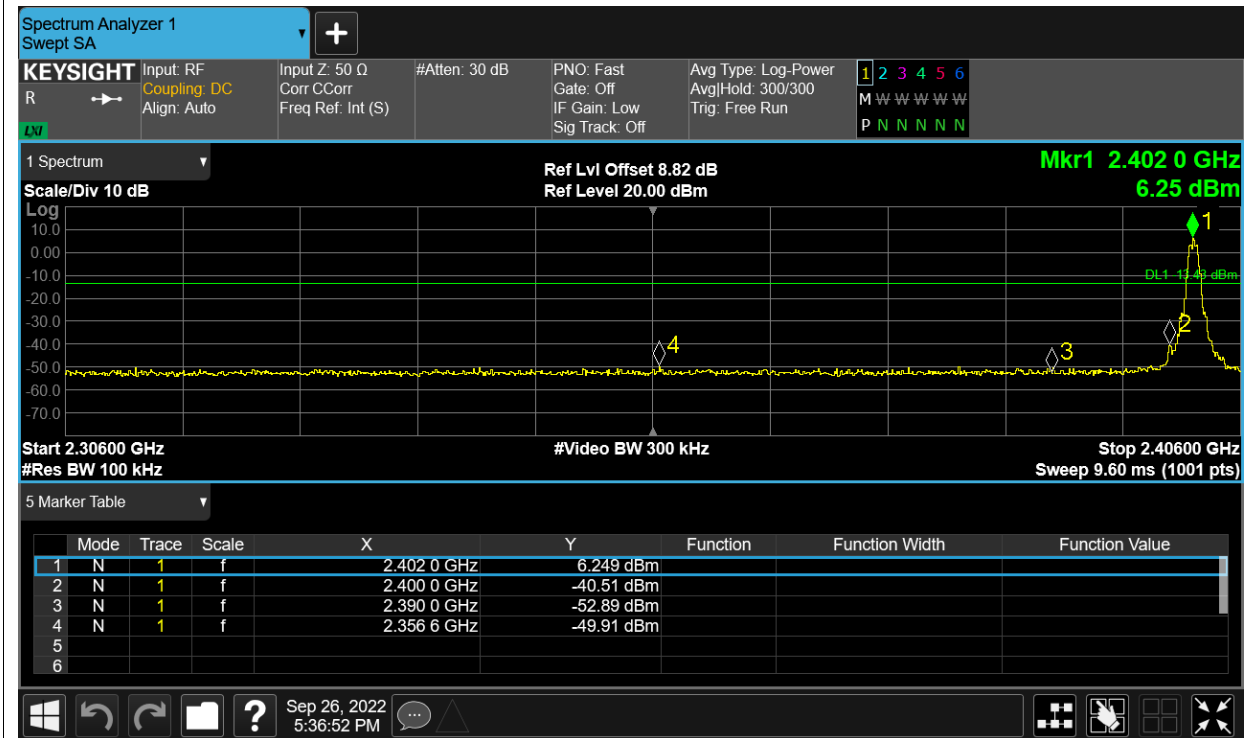 Spectrum Analyzer 1
Swept SA
+
KEYSIGHT Input: RF Input Z: 50 Ω #Atten: 30 dB PNO: Fast Avg Type: Log-Power 1 2 3 4 5 6
R Coupling: DC Corr CCorr Gate: Off Avg|Hold: 300/300 M W W W W W W
Align: Auto Freq Ref: Int (S) IF Gain: Low Trig: Free Run
LXI Sig Track: Off P N N N N N N
1 Spectrum Ref Lvl Offset 8.82 dB Mkr1 2.402 0 GHz
Scale/Div 10 dB Ref Level 20.00 dBm 6.25 dBm
Log
1
10.0
0.00
-10.0 DL1 -13.43 dBm
-20.0
-30.0 2
-40.0 4 3
-50.0
-60.0
-70.0
Start 2.30600 GHz #Video BW 300 kHz Stop 2.40600 GHz
#Res BW 100 kHz Sweep 9.60 ms (1001 pts)
5 Marker Table
Mode Trace Scale X Y Function Function Width Function Value
1 N 1 f 2.402 0 GHz 6.249 dBm
2 N 1 f 2.400 0 GHz -40.51 dBm
3 N 1 f 2.390 0 GHz -52.89 dBm
4 N 1 f 2.356 6 GHz -49.91 dBm
5
6
? Sep 26, 2022
5:36:52 PM